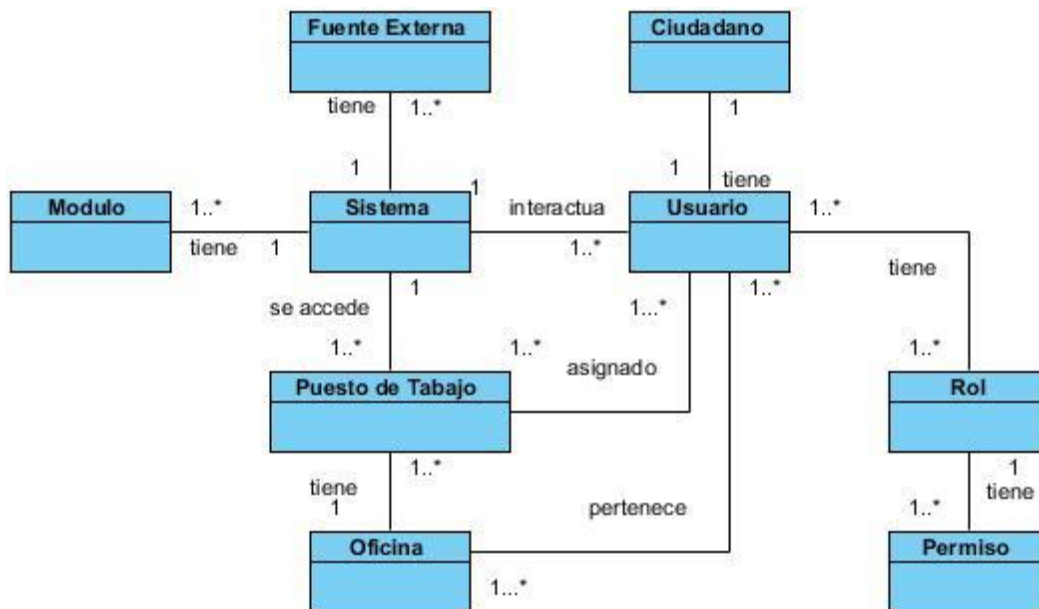 Fuente Externa
Ciudadano
tiene
1..*
1
1
1
1
tiene
Modulo
1..*
Sistema
interactua
Usuario
1..*
tiene
1
1..*
tiene
se accede
1
1...*
1..*
1..*
1..*
asignado
1..*
Puesto de Tabajo
Rol
1..*
tiene
1
pertenece
1
tiene
1..*
Oficina
Permiso
1...*